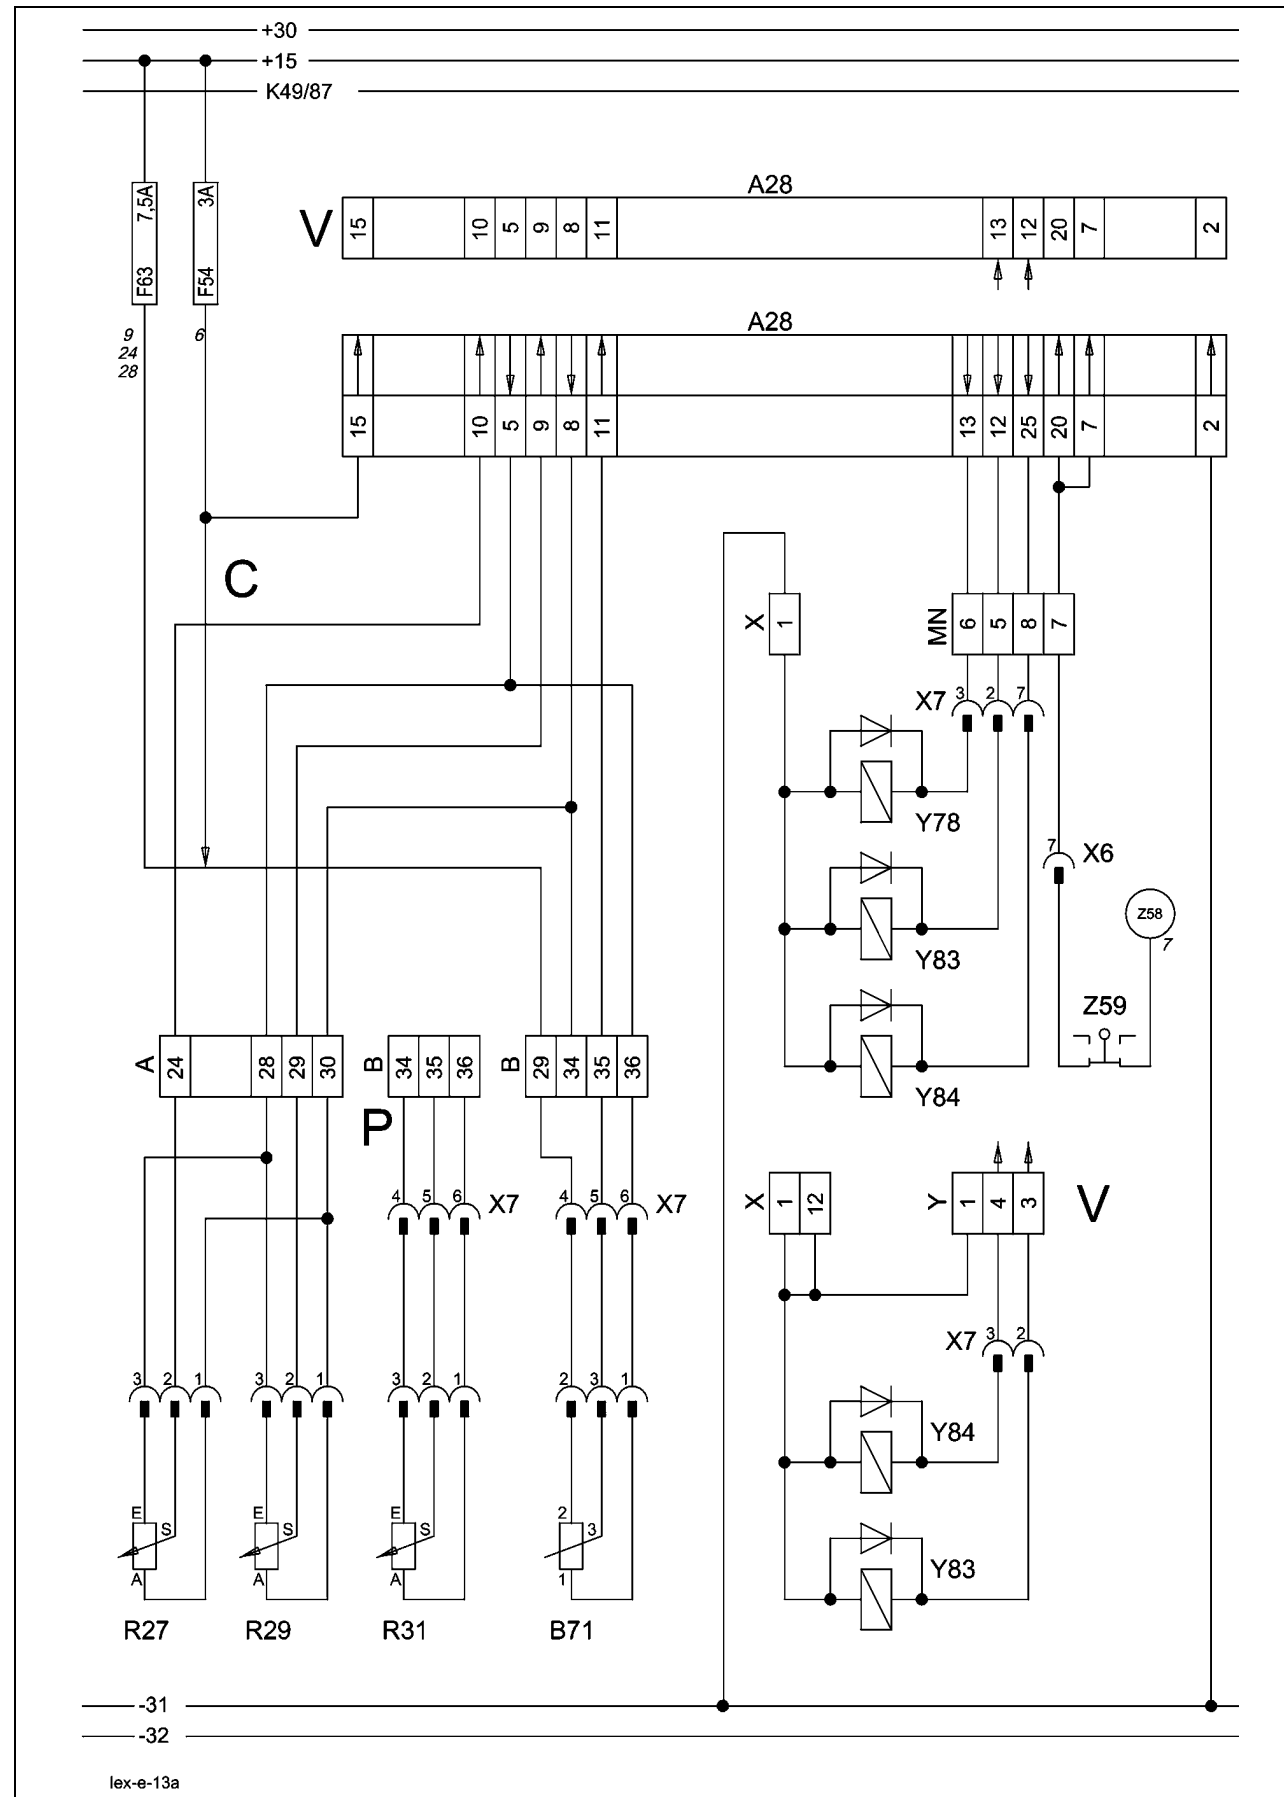 +30
+15
K49/87
7,5A
F63
3A
F54
A28
V
15 10 5 9 8 11 13 12 20 7 2
9
24
28
6
A28
15 10 5 9 8 11 13 12 25 20 7 2
C
X 1
MN 6 5 8 7
X7 3 2 7
Y78
7 X6
Y83
Z58
7
Z59
Y84
A 24 28 29 30
B 34 35 36
B 29 34 35 36
P
4 5 6 X7
4 5 6 X7
X 1 12
Y 1 4 3
V
X7 3 2
3 2 1
3 2 1
3 2 1
2 3 1
Y84
E S A
E S A
E S A
2 3 1
Y83
R27
R29
R31
B71
-31
-32
lex-e-13a